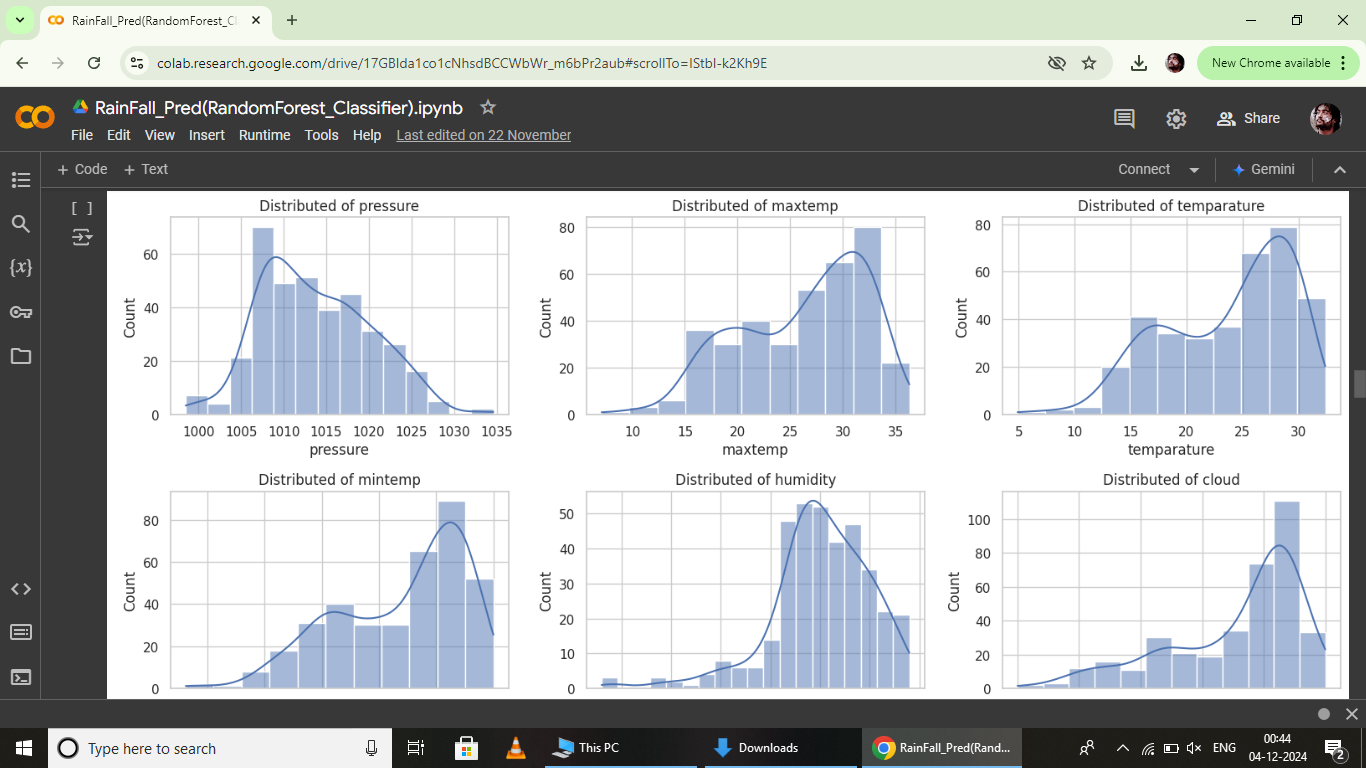 RainFall_Pred(RandomForest_Cl
colab.research.google.com/drive/17GBIda1co1cNhsdBCCWbWr_m6bPr2aub#scrollTo=IStbI-k2Kh9E
New Chrome available
RainFall_Pred(RandomForest_Classifier).ipynb
File Edit View Insert Runtime Tools Help Last edited on 22 November
Share
+ Code + Text
Connect
Gemini
[ ]
{x}
Distributed of pressure
Count
60
40
20
0
1000 1005 1010 1015 1020 1025 1030 1035
pressure
Distributed of maxtemp
Count
80
60
40
20
0
10 15 20 25 30 35
maxtemp
Distributed of temparature
Count
80
60
40
20
0
5 10 15 20 25 30
temparature
Distributed of mintemp
Count
80
60
40
20
0
Distributed of humidity
Count
50
40
30
20
10
0
Distributed of cloud
Count
100
80
60
40
20
0
Type here to search
This PC
Downloads
RainFall_Pred(Rand...
ENG
00:44
04-12-2024
2